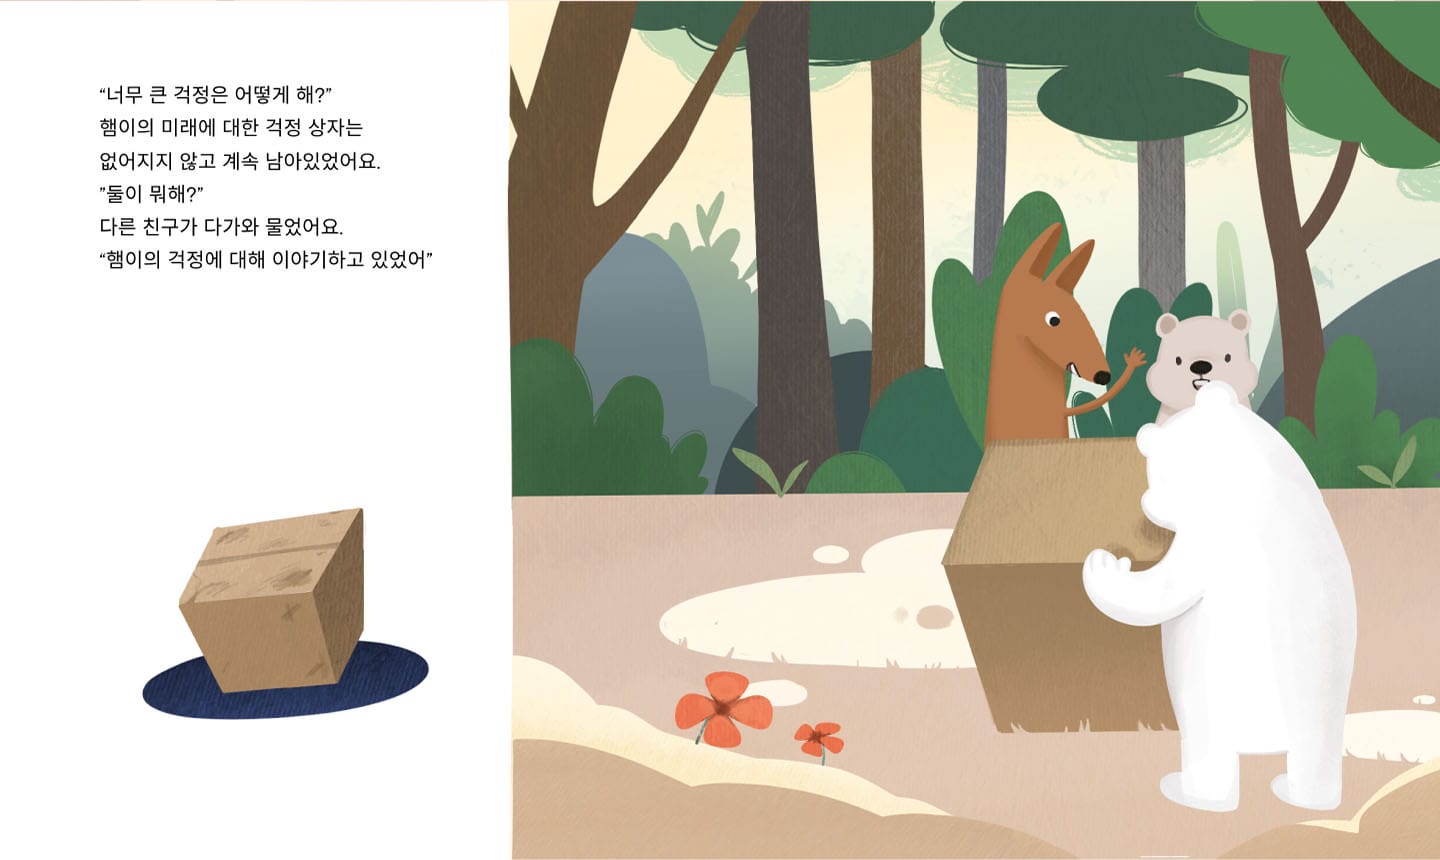 “너무 큰 걱정은 어떻게 해?”
햄이의 미래에 대한 걱정 상자는
없어지지 않고 계속 남아있었어요.
”둘이 뭐해?”
다른 친구가 다가와 물었어요.
“햄이의 걱정에 대해 이야기하고 있었어”